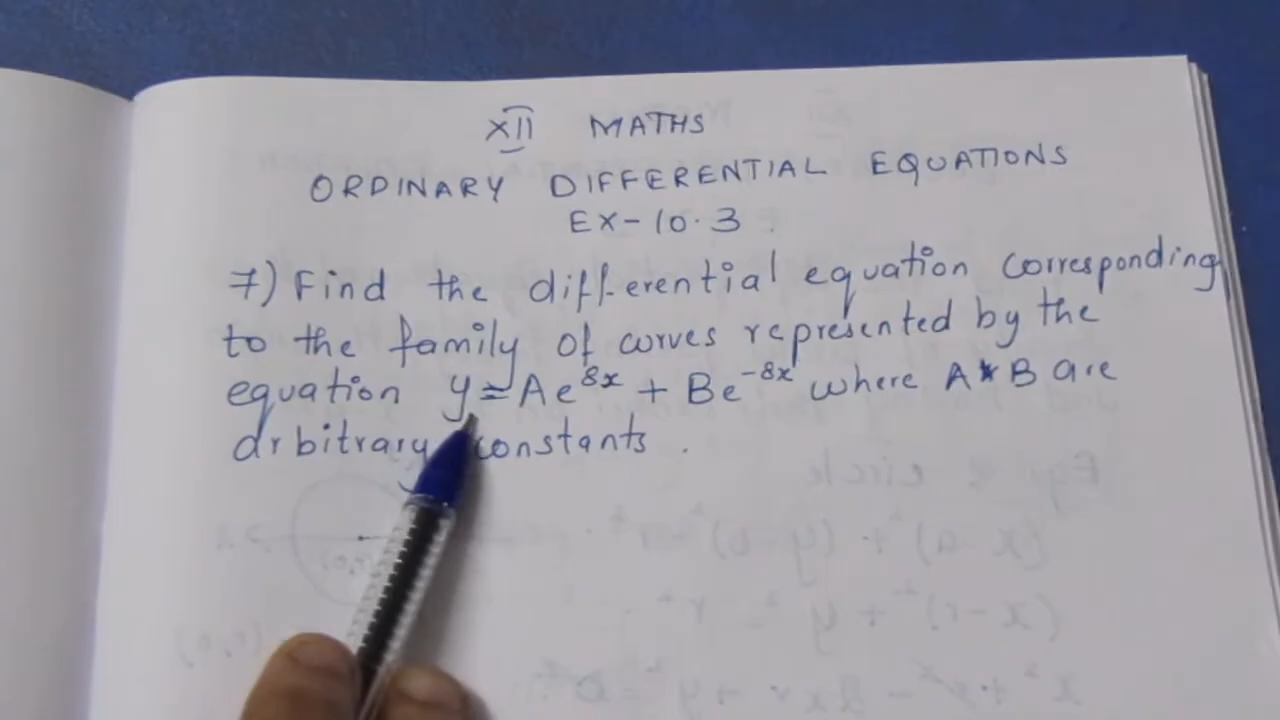 XII MATHS
ORDINARY DIFFERENTIAL EQUATIONS
EX-10.3
7) Find the differential equation corresponding
to the family of curves represented by the
equation y = Ae^8x + Be^-8x where A & B are
arbitrary constants.